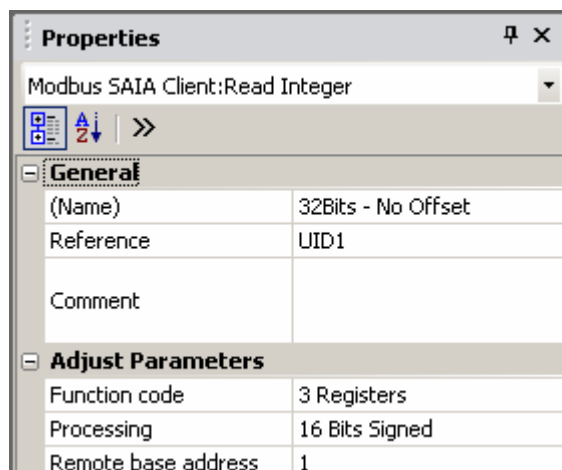 Properties
Modbus SAIA Client:Read Integer
General
(Name) 32Bits - No Offset
Reference UID1
Comment
Adjust Parameters
Function code 3 Registers
Processing 16 Bits Signed
Remote base address 1